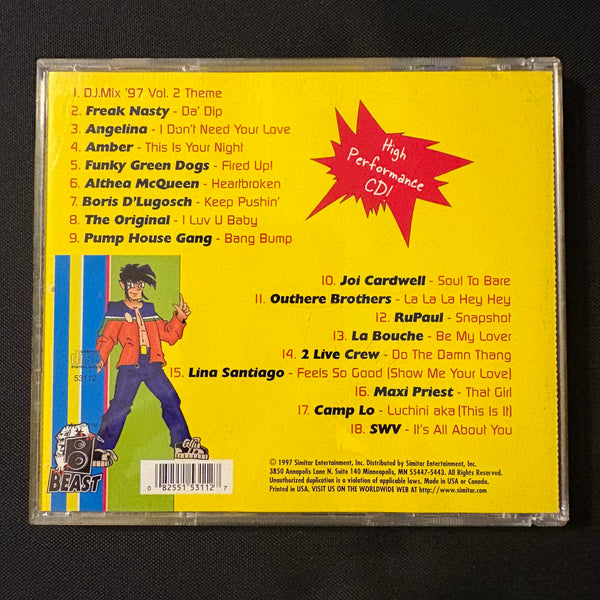 1. D.J.Mix '97 Vol. 2 Theme
2. Freak Nasty - Da' Dip
3. Angelina - I Don't Need Your Love
4. Amber - This Is Your Night
5. Funky Green Dogs - Fired Up!
6. Althea McQueen - Heartbroken
7. Boris D'Lugosch - Keep Pushin'
8. The Original - I Luv U Baby
9. Pump House Gang - Bang Bump
High
Performance
CD!
10. Joi Cardwell - Soul To Bare
11. Outhere Brothers - La La La Hey Hey
12. RuPaul - Snapshot
13. La Bouche - Be My Lover
14. 2 Live Crew - Do The Damn Thang
15. Lina Santiago - Feels So Good (Show Me Your Love)
16. Maxi Priest - That Girl
17. Camp Lo - Luchini aka (This Is It)
18. SWV - It's All About You
disc
53112
BEAST
0 82551 53112 7
© 1997 Simitar Entertainment, Inc. Distributed by Simitar Entertainment, Inc.
3850 Annapolis Lane N. Suite 140 Minneapolis, MN 55447-5443. All Rights Reserved.
Unauthorized duplication is a violation of applicable laws. Made in USA or Canada.
Printed in USA. VISIT US ON THE WORLDWIDE WEB AT http://www.simitar.com